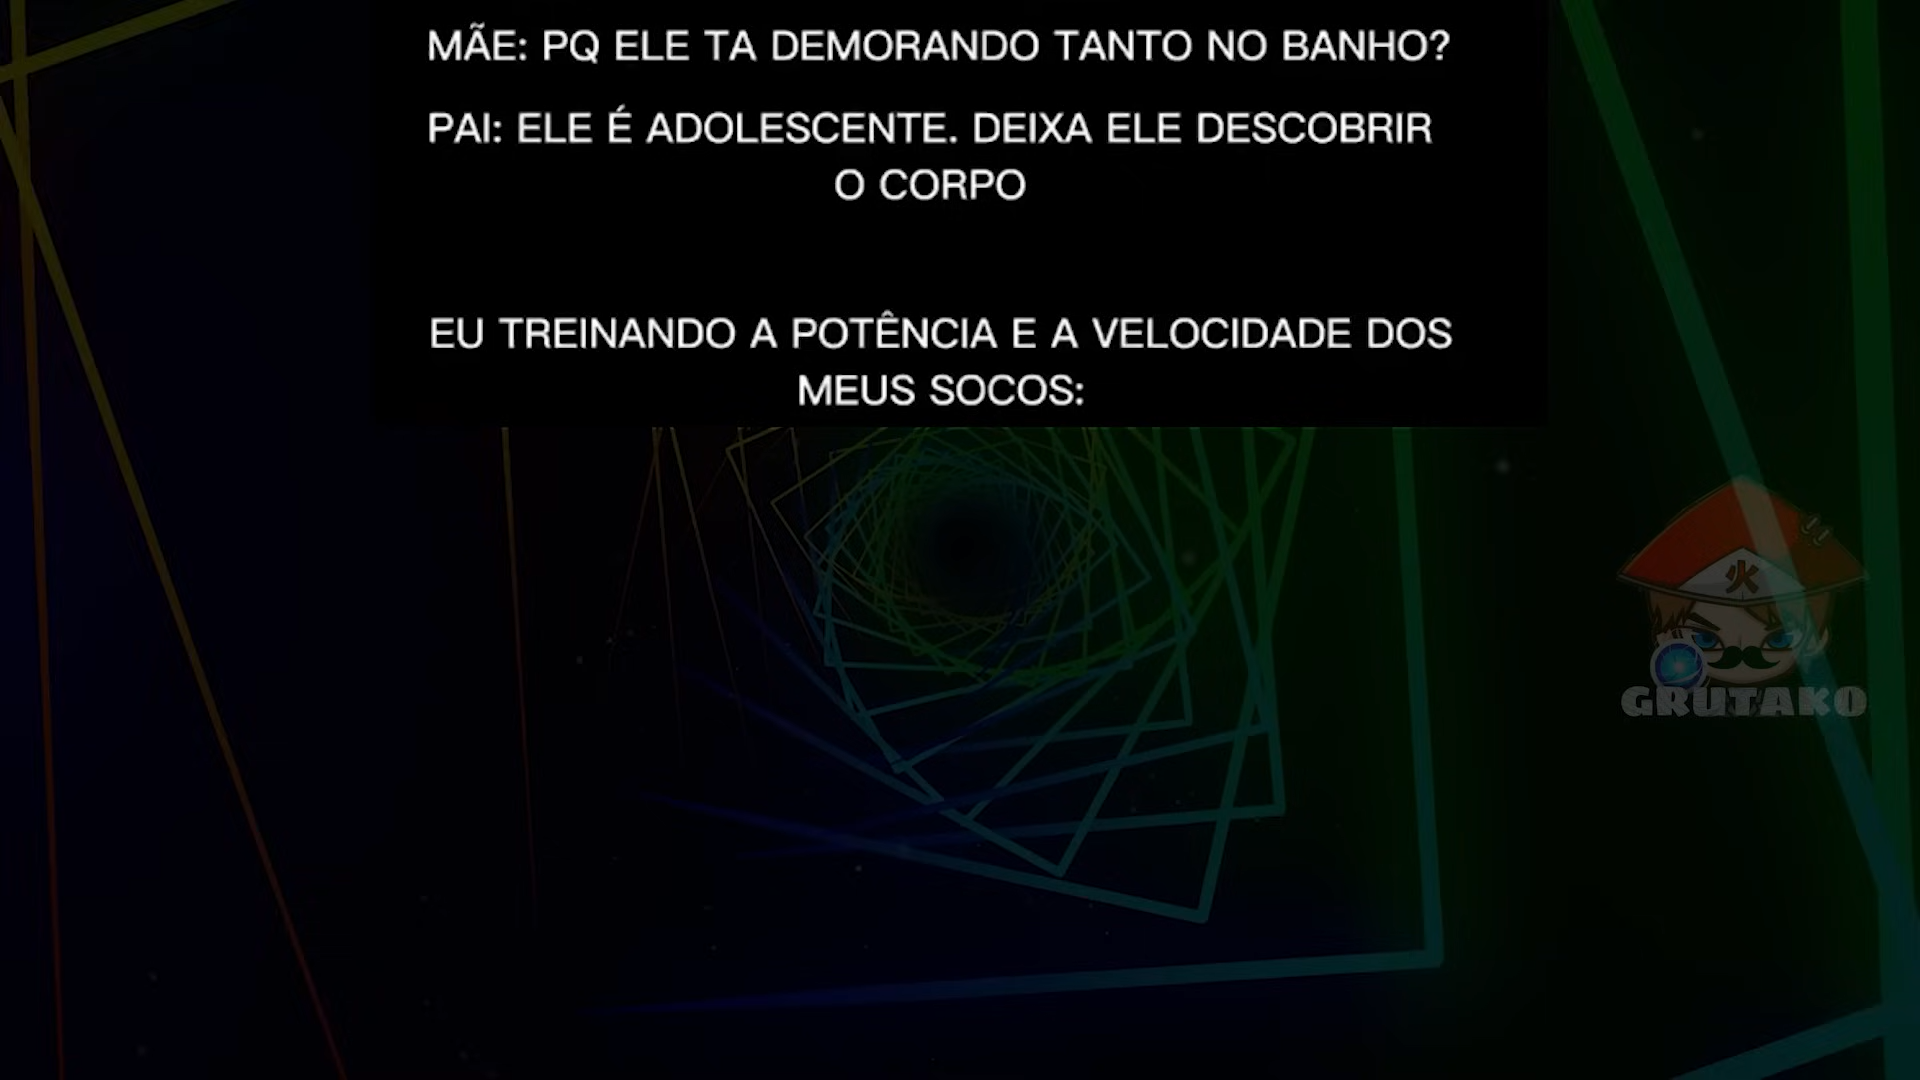 MÃE: PQ ELE TA DEMORANDO TANTO NO BANHO?
PAI: ELE É ADOLESCENTE. DEIXA ELE DESCOBRIR
O CORPO
EU TREINANDO A POTÊNCIA E A VELOCIDADE DOS
MEUS SOCOS:
火
GRUTAKO